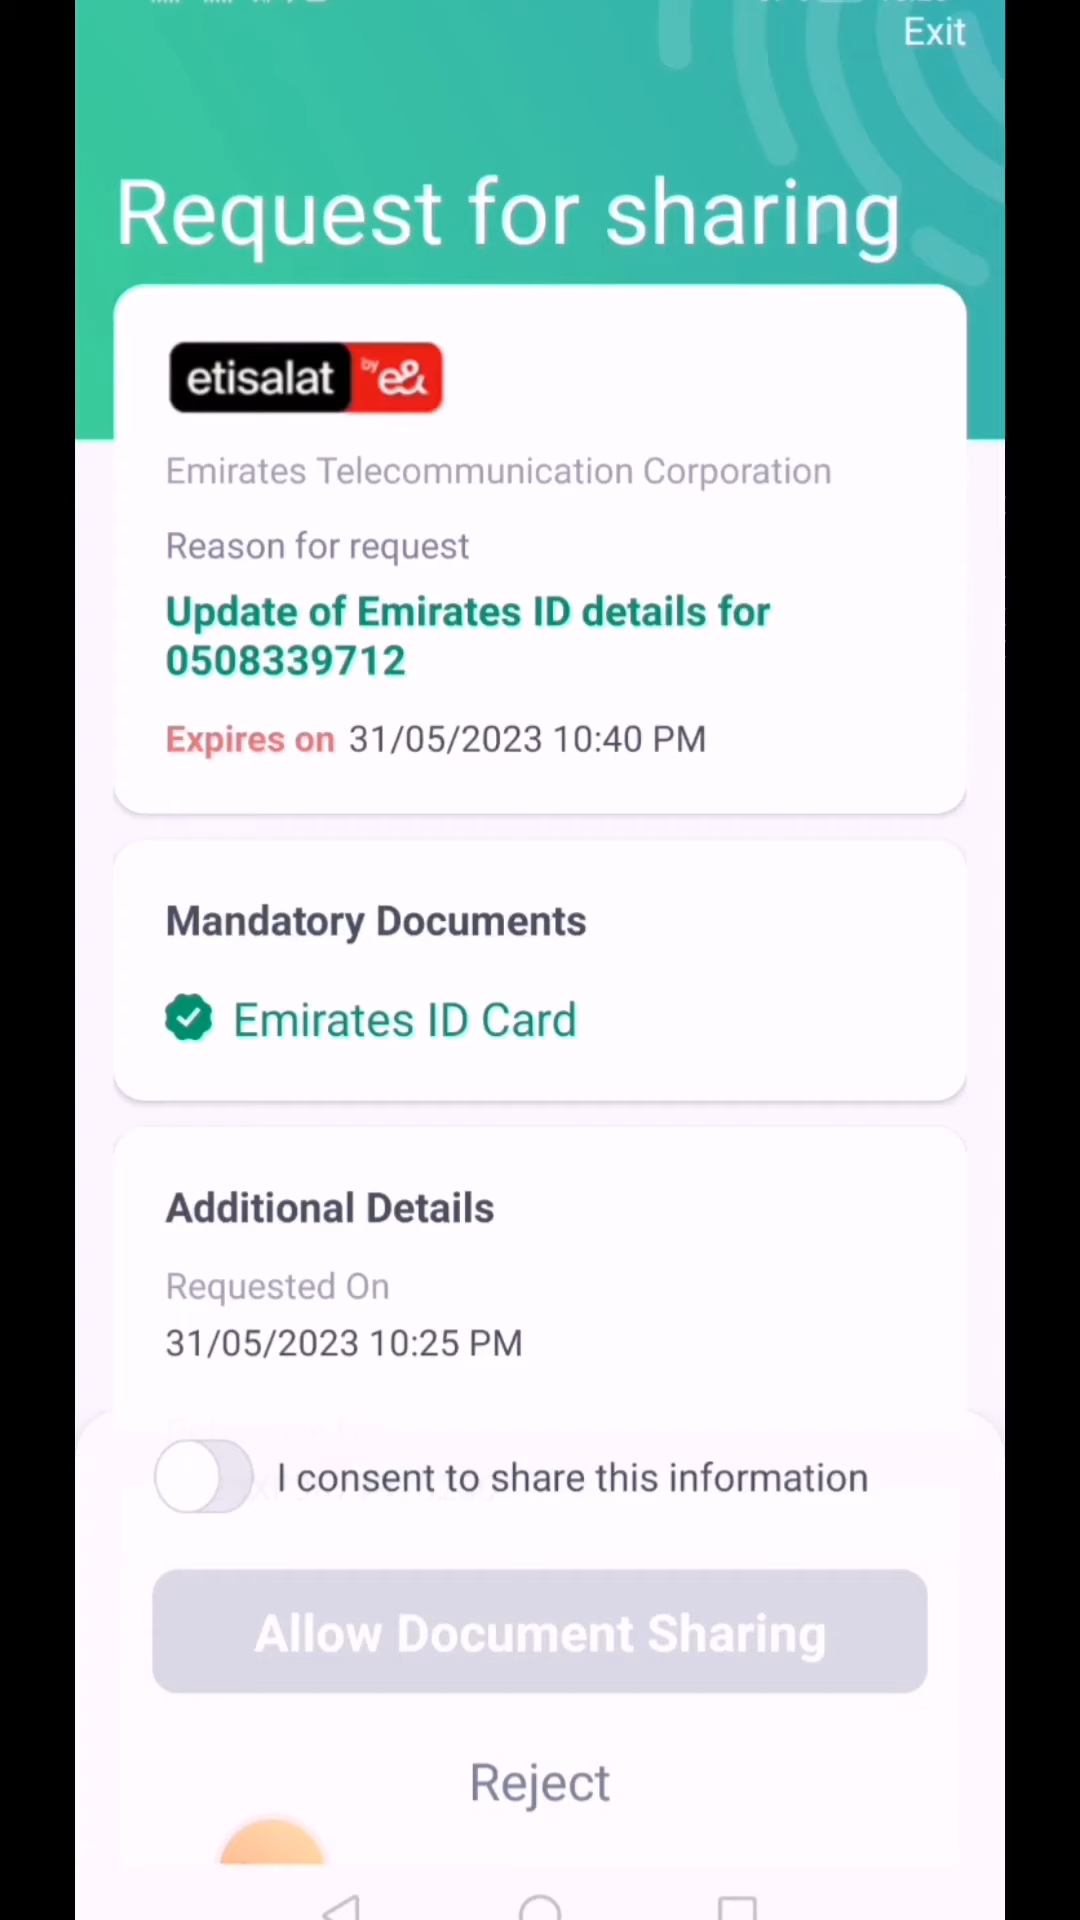 Exit
Request for sharing
etisalat by e&
Emirates Telecommunication Corporation
Reason for request
Update of Emirates ID details for
0508339712
Expires on 31/05/2023 10:40 PM
Mandatory Documents
Emirates ID Card
Additional Details
Requested On
31/05/2023 10:25 PM
I consent to share this information
Allow Document Sharing
Reject